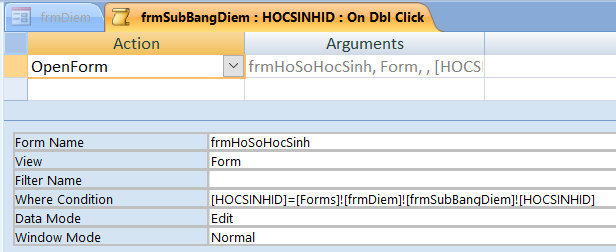 frmDiem
frmSubBangDiem : HOCSINHID : On Dbl Click
Action Arguments
OpenForm frmHoSoHocSinh, Form, , [HOCSI
Form Name frmHoSoHocSinh
View Form
Filter Name
Where Condition [HOCSINHID]=[Forms]![frmDiem]![frmSubBangDiem]![HOCSINHID]
Data Mode Edit
Window Mode Normal